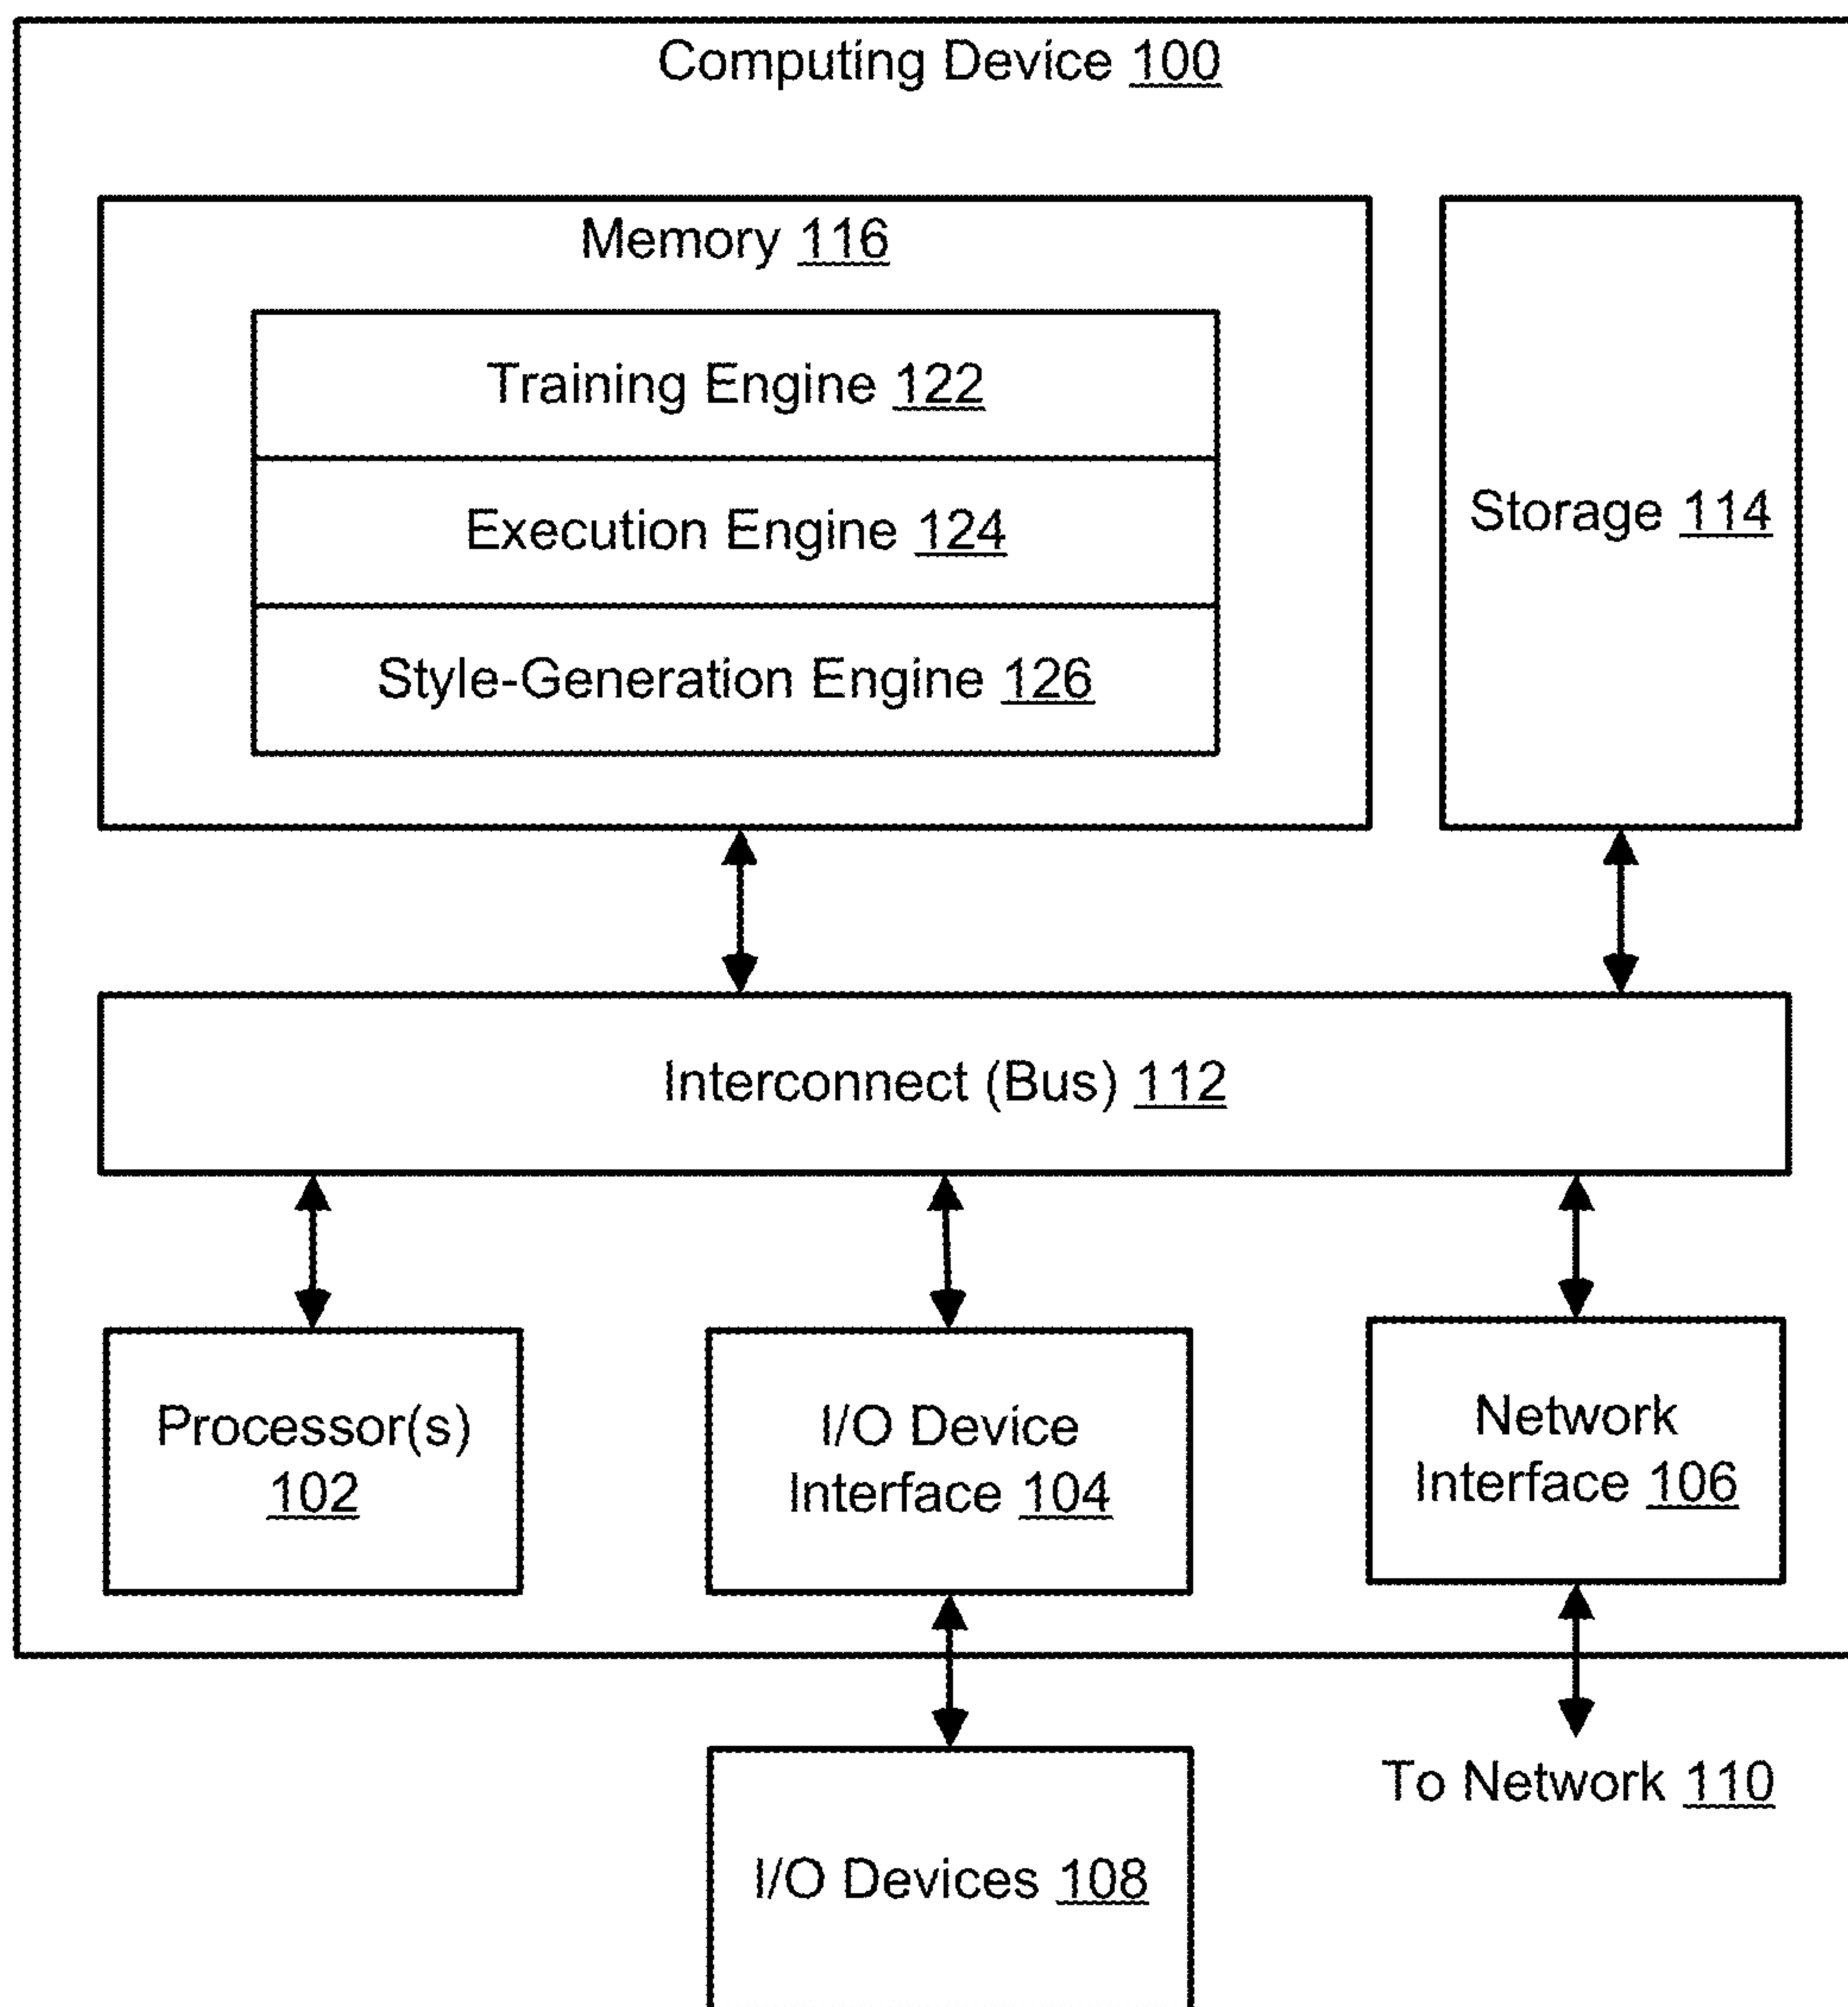 Computing Device 100
Memory 116
Training Engine 122
Execution Engine 124
Style-Generation Engine 126
Storage 114
Interconnect (Bus) 112
Processor(s)
102
I/O Device
Interface 104
Network
Interface 106
To Network 110
I/O Devices 108